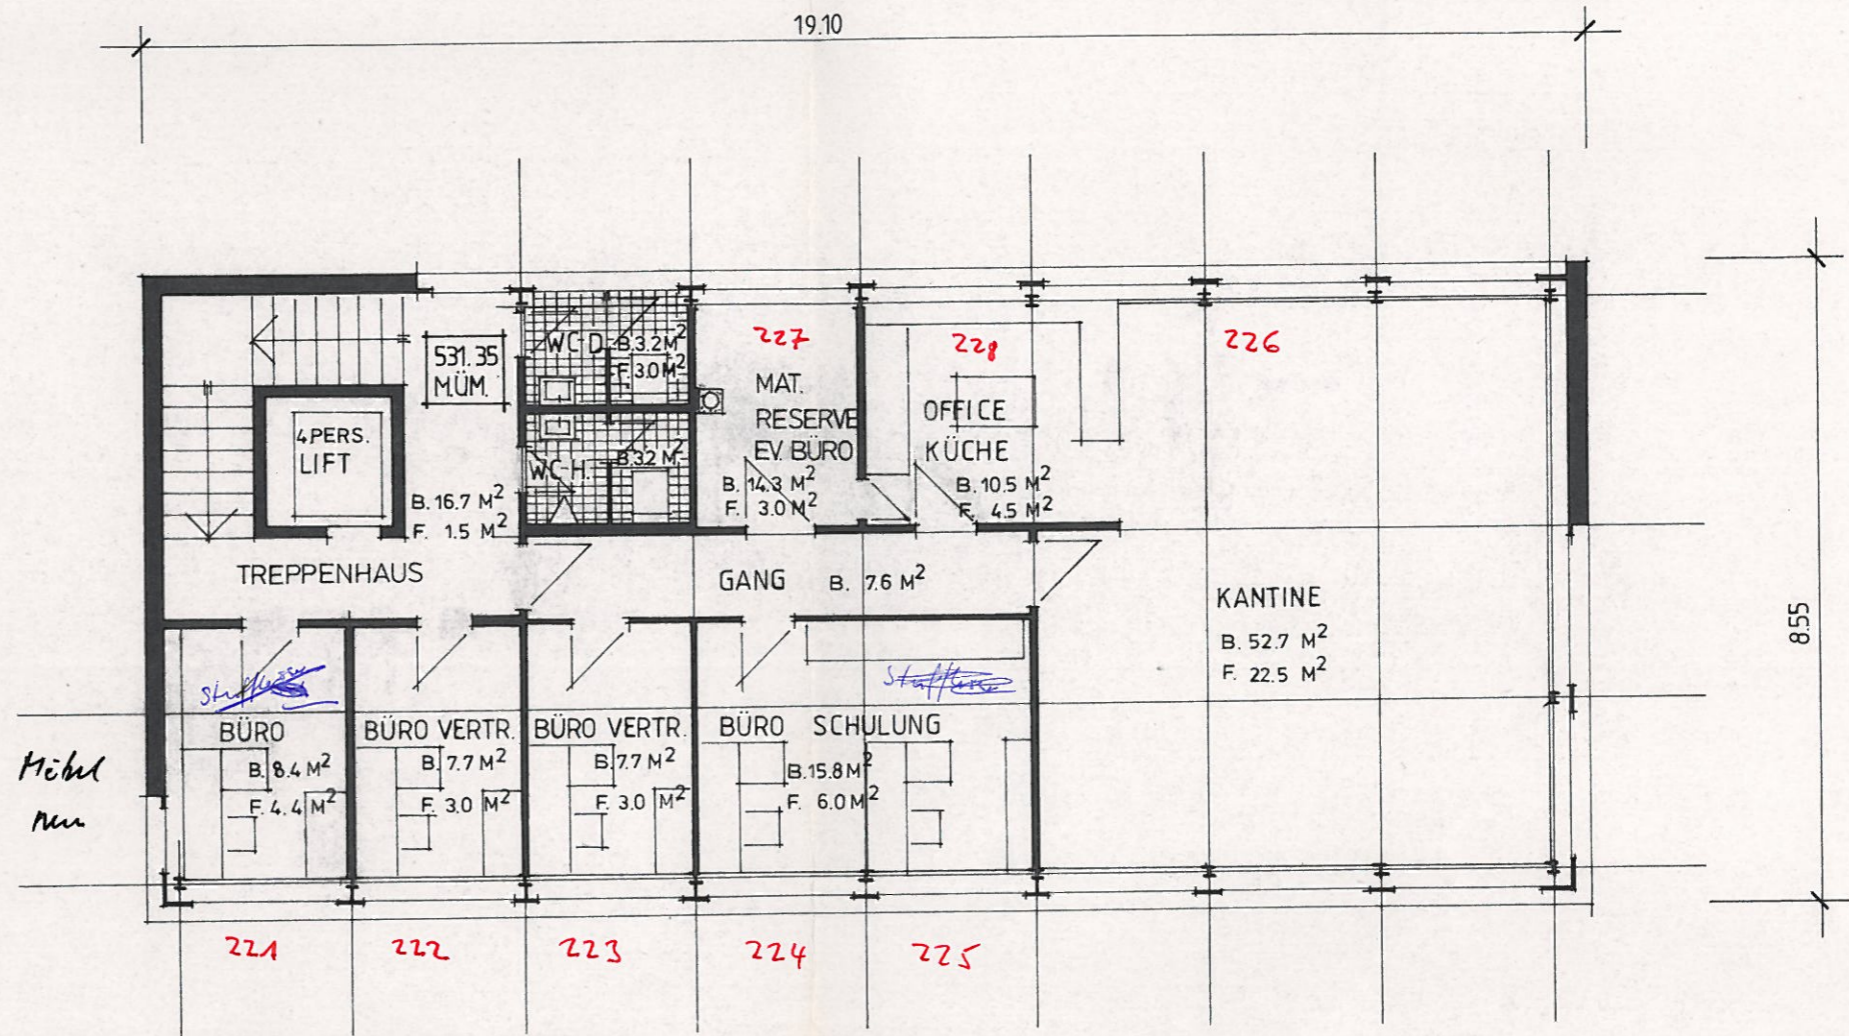 19.10
227
228
226
531.35
M.ÜM.
WC-D.
B.3.2 M²
F. 3.0 M²
MAT.
RESERVE
EV. BÜRO
B. 14.3 M²
F. 3.0 M²
OFFICE
KÜCHE
B. 10.5 M²
F. 4.5 M²
4 PERS.
LIFT
WC-H.
B.3.2 M²
B. 16.7 M²
F. 1.5 M²
TREPPENHAUS
GANG B. 7.6 M²
KANTINE
B. 52.7 M²
F. 22.5 M²
8.55
BÜRO
B. 8.4 M²
F. 4.4 M²
BÜRO VERTR.
B. 7.7 M²
F. 3.0 M²
BÜRO VERTR.
B. 7.7 M²
F. 3.0 M²
BÜRO SCHULUNG
B. 15.8 M²
F. 6.0 M²
Möbel
neu
221
222
223
224
225